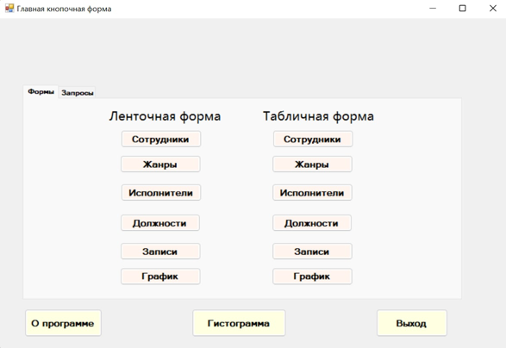 Главная кнопочная форма
Формы Запросы
Ленточная форма Табличная форма
Сотрудники Сотрудники
Жанры Жанры
Исполнители Исполнители
Должности Должности
Записи Записи
График График
О программе Гистограмма Выход